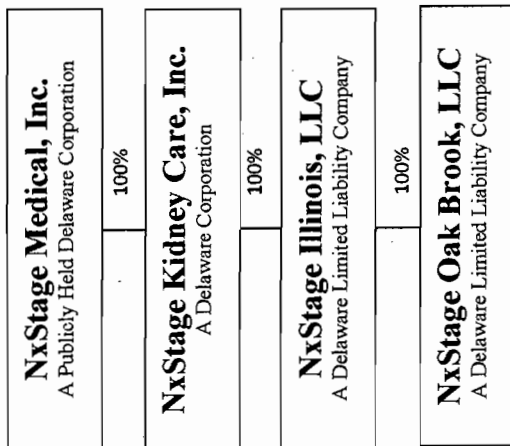 NxStage Medical, Inc.
A Publicly Held Delaware Corporation
100%
NxStage Kidney Care, Inc.
A Delaware Corporation
100%
NxStage Illinois, LLC
A Delaware Limited Liability Company
100%
NxStage Oak Brook, LLC
A Delaware Limited Liability Company